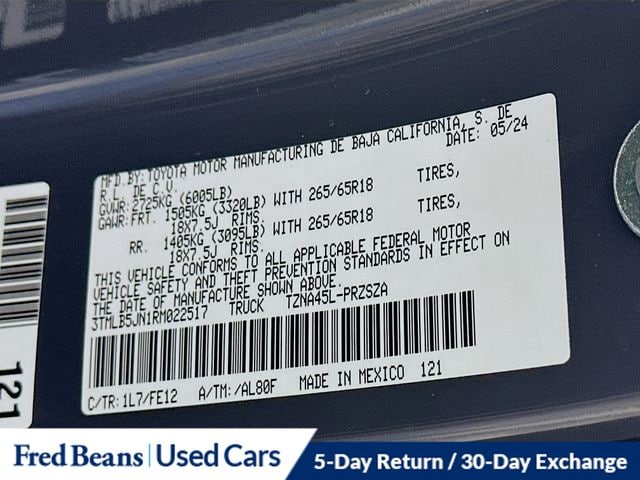 MFD.BY:TOYOTA MOTOR MANUFACTURING DE BAJA CALIFORNIA, S. DE
R.L. DE C.V. DATE: 05/24
GVWR: 2725KG (6005LB)
GAWR: FRT. 1505KG (3320LB) WITH 265/65R18 TIRES,
18X7.5J RIMS.
RR. 1405KG (3095LB) WITH 265/65R18 TIRES,
18X7.5J RIMS.
THIS VEHICLE CONFORMS TO ALL APPLICABLE FEDERAL MOTOR
VEHICLE SAFETY AND THEFT PREVENTION STANDARDS IN EFFECT ON
THE DATE OF MANUFACTURE SHOWN ABOVE.
3TMLB5JN1RM022517 TRUCK TZNA45L-PRZSZA
C/TR:1L7/FE12 A/TM:/AL80F MADE IN MEXICO 121
121
Fred Beans Used Cars
5-Day Return / 30-Day Exchange